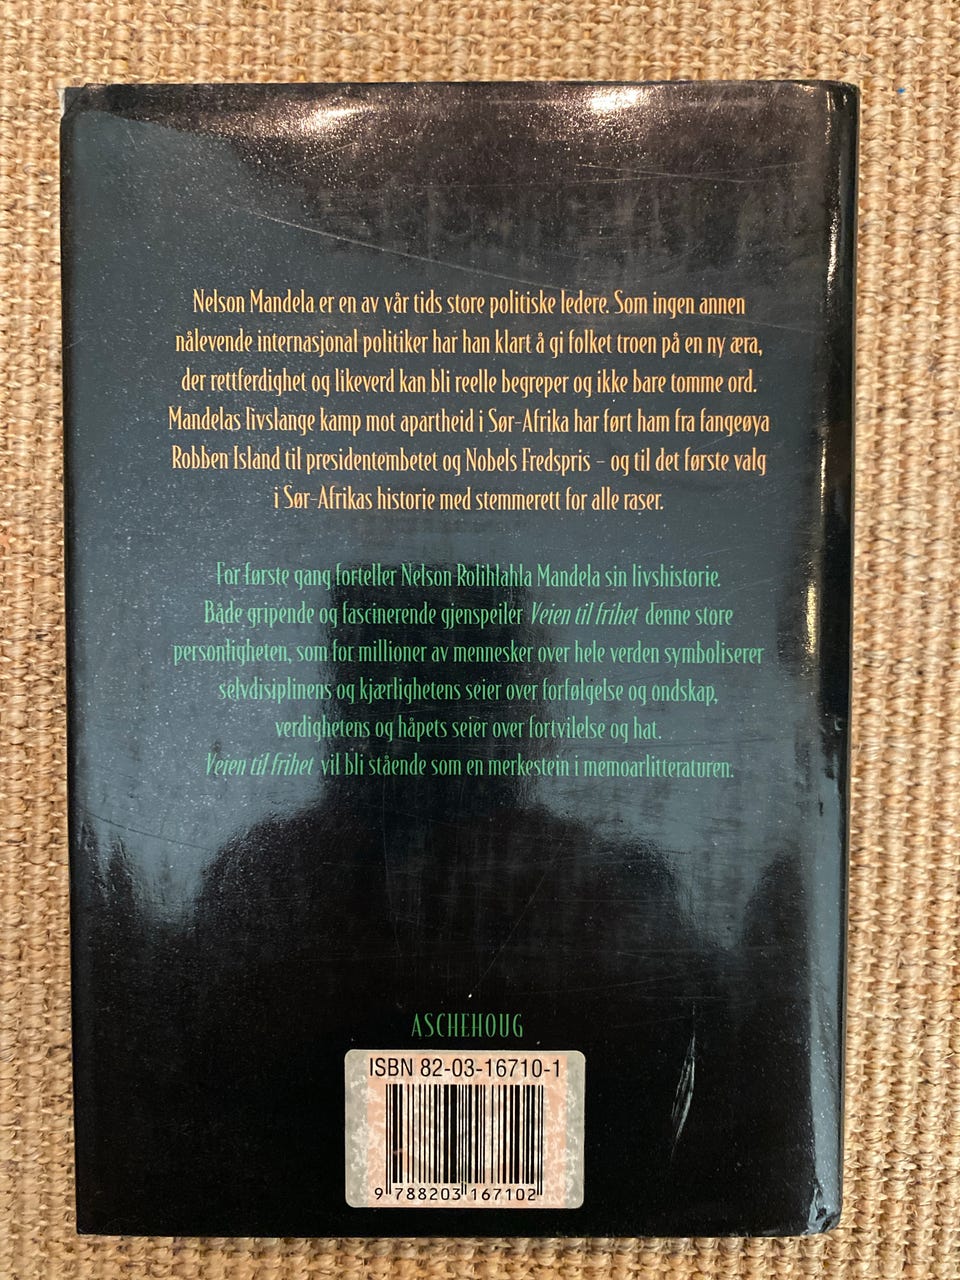 Nelson Mandela er en av vår tids store politiske ledere. Som ingen annen
nålevende internasjonal politiker har han klart å gi folket troen på en ny æra,
der rettferdighet og likeverd kan bli reelle begreper og ikke bare tomme ord.
Mandelas livslange kamp mot apartheid i Sør-Afrika har ført ham fra fangeøya
Robben Island til presidentembetet og Nobels Fredspris – og til det første valg
i Sør-Afrikas historie med stemmerett for alle raser.
For første gang forteller Nelson Rolihlahla Mandela sin livshistorie.
Både gripende og fascinerende gjenspeiler Veien til frihet denne store
personligheten, som for millioner av mennesker over hele verden symboliserer
selvdisiplinens og kjærlighetens seier over forfølgelse og ondskap,
verdighetens og håpets seier over fortvilelse og hat.
Veien til frihet vil bli stående som en merkestein i memoarlitteraturen.
ASCHEHOUG
ISBN 82-03-16710-1
9 788203 167102